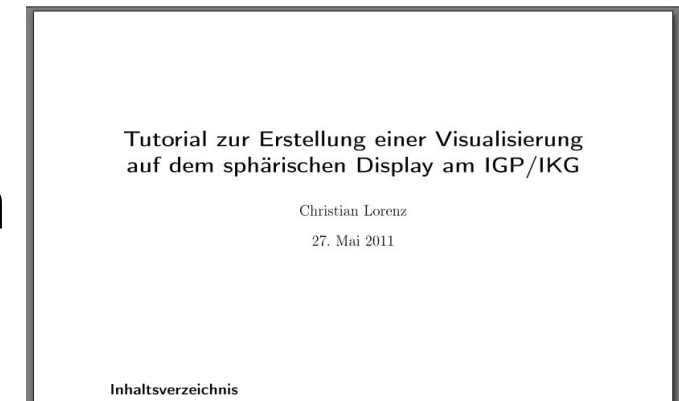 Tutorial zur Erstellung einer Visualisierung
auf dem sphärischen Display am IGP/IKG
Christian Lorenz
27. Mai 2011
Inhaltsverzeichnis